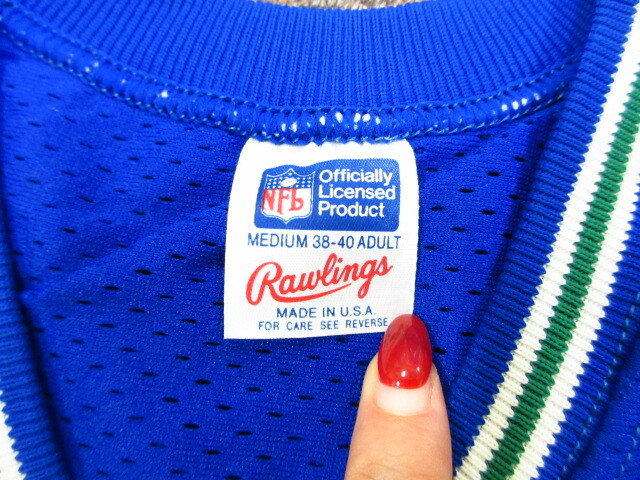 NFL
Officially
Licensed
Product
MEDIUM 38-40 ADULT
Rawlings
MADE IN U.S.A.
FOR CARE SEE REVERSE